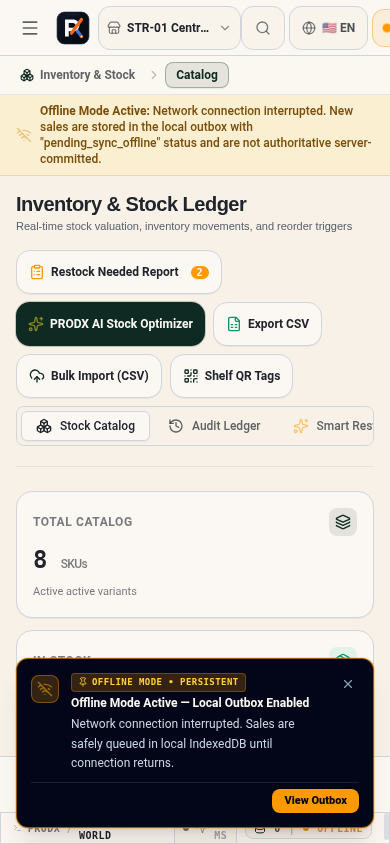 STR-01 Centr...
🇺🇸 EN
Inventory & Stock
Catalog
Offline Mode Active: Network connection interrupted. New
sales are stored in the local outbox with
"pending_sync_offline" status and are not authoritative server-
committed.
Inventory & Stock Ledger
Real-time stock valuation, inventory movements, and reorder triggers
Restock Needed Report 2
PRODX AI Stock Optimizer
Export CSV
Bulk Import (CSV)
Shelf QR Tags
Stock Catalog
Audit Ledger
Smart Res
TOTAL CATALOG
8 SKUs
Active active variants
IN STOCK
OFFLINE MODE • PERSISTENT
Offline Mode Active — Local Outbox Enabled
Network connection interrupted. Sales are
safely queued in local IndexedDB until
connection returns.
View Outbox
PRODX /
WORLD
MS
OFFLINE